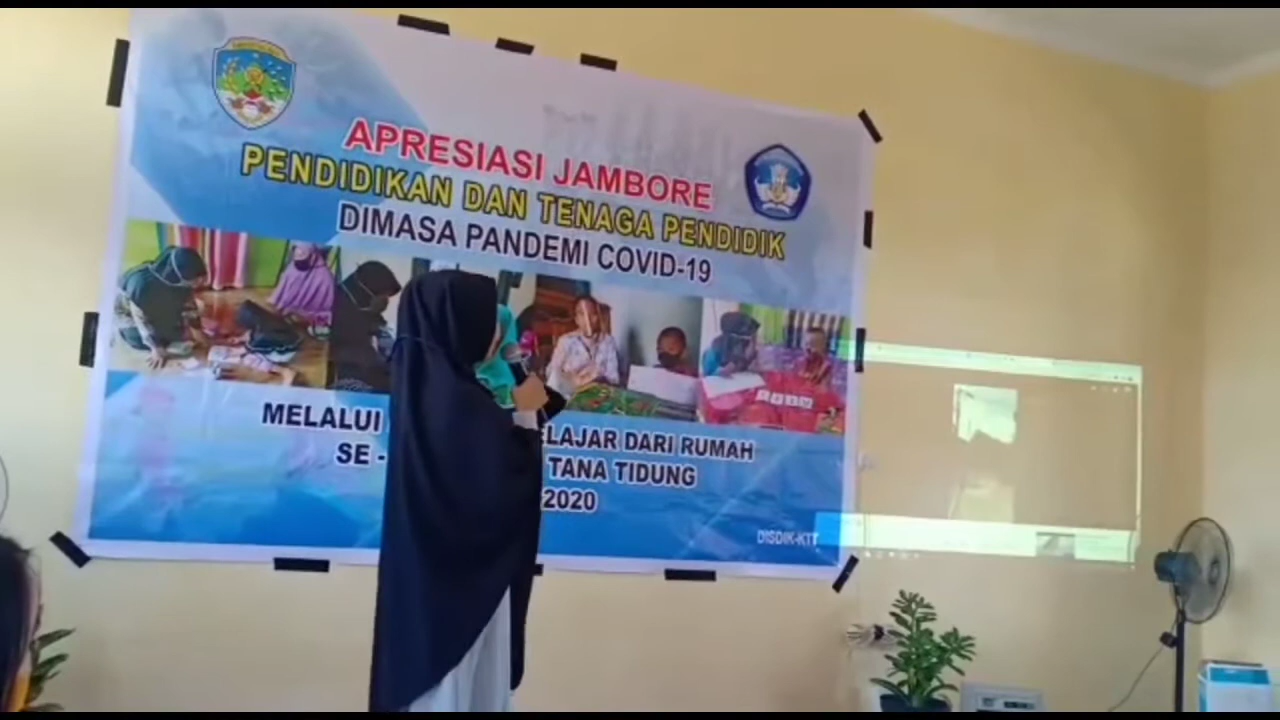 APRESIASI JAMBORE
PENDIDIKAN DAN TENAGA PENDIDIK
DIMASA PANDEMI COVID-19
MELALUI ELAJAR DARI RUMAH
SE - TANA TIDUNG
2020
DISDIK-KTT